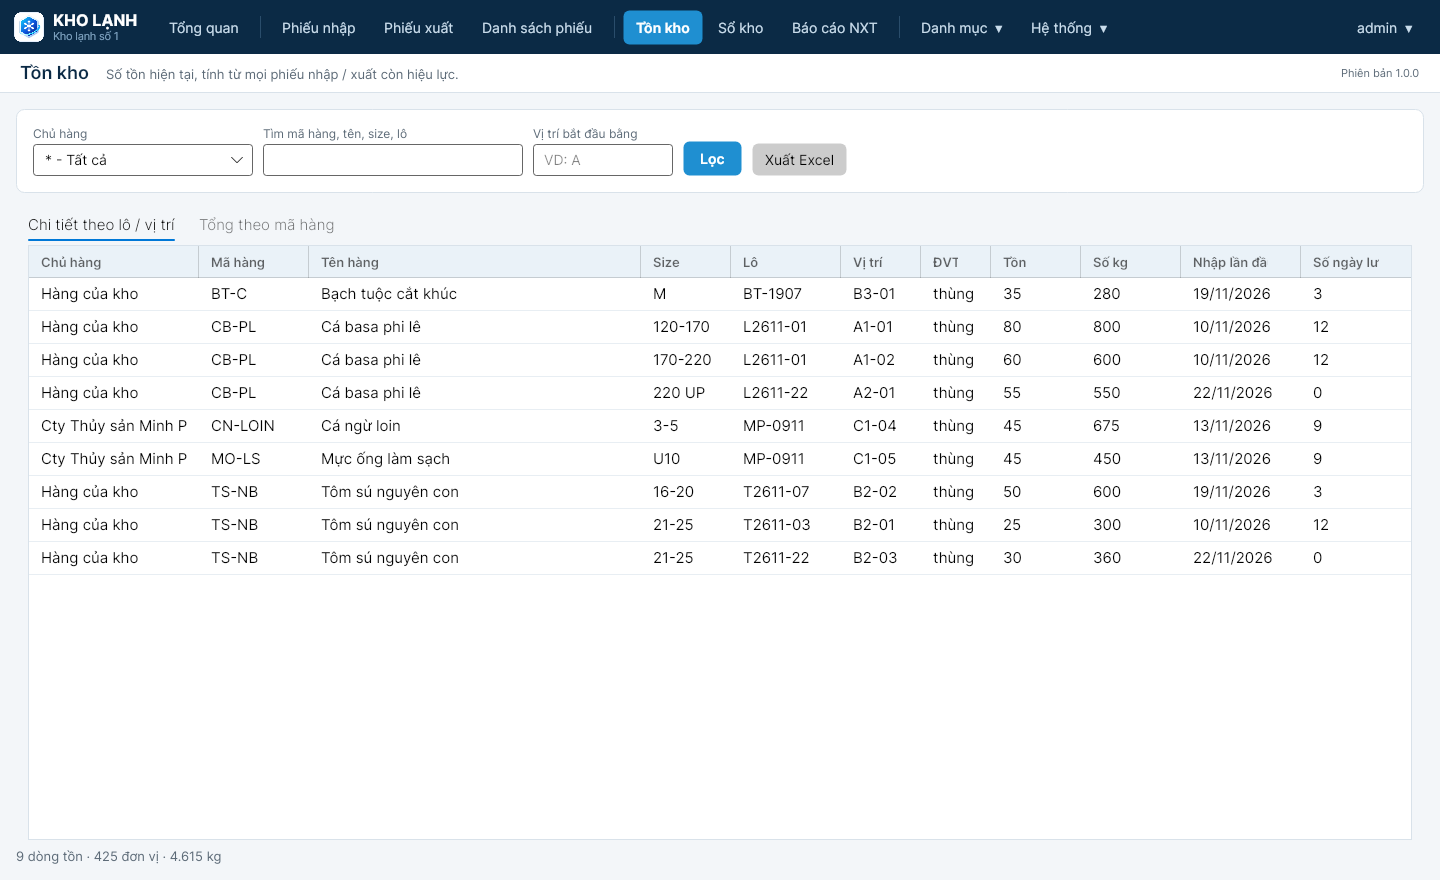 KHO LẠNH
Kho lạnh số 1
Tổng quan Phiếu nhập Phiếu xuất Danh sách phiếu Tồn kho Sổ kho Báo cáo NXT Danh mục ▾ Hệ thống ▾ admin ▾
Tồn kho Số tồn hiện tại, tính từ mọi phiếu nhập / xuất còn hiệu lực. Phiên bản 1.0.0
Chủ hàng Tìm mã hàng, tên, size, lô Vị trí bắt đầu bằng
* - Tất cả VD: A Lọc Xuất Excel
Chi tiết theo lô / vị trí Tổng theo mã hàng
Chủ hàng Mã hàng Tên hàng Size Lô Vị trí ĐVT Tồn Số kg Nhập lần đầ Số ngày lư
Hàng của kho BT-C Bạch tuộc cắt khúc M BT-1907 B3-01 thùng 35 280 19/11/2026 3
Hàng của kho CB-PL Cá basa phi lê 120-170 L2611-01 A1-01 thùng 80 800 10/11/2026 12
Hàng của kho CB-PL Cá basa phi lê 170-220 L2611-01 A1-02 thùng 60 600 10/11/2026 12
Hàng của kho CB-PL Cá basa phi lê 220 UP L2611-22 A2-01 thùng 55 550 22/11/2026 0
Cty Thủy sản Minh P CN-LOIN Cá ngừ loin 3-5 MP-0911 C1-04 thùng 45 675 13/11/2026 9
Cty Thủy sản Minh P MO-LS Mực ống làm sạch U10 MP-0911 C1-05 thùng 45 450 13/11/2026 9
Hàng của kho TS-NB Tôm sú nguyên con 16-20 T2611-07 B2-02 thùng 50 600 19/11/2026 3
Hàng của kho TS-NB Tôm sú nguyên con 21-25 T2611-03 B2-01 thùng 25 300 10/11/2026 12
Hàng của kho TS-NB Tôm sú nguyên con 21-25 T2611-22 B2-03 thùng 30 360 22/11/2026 0
9 dòng tồn · 425 đơn vị · 4.615 kg